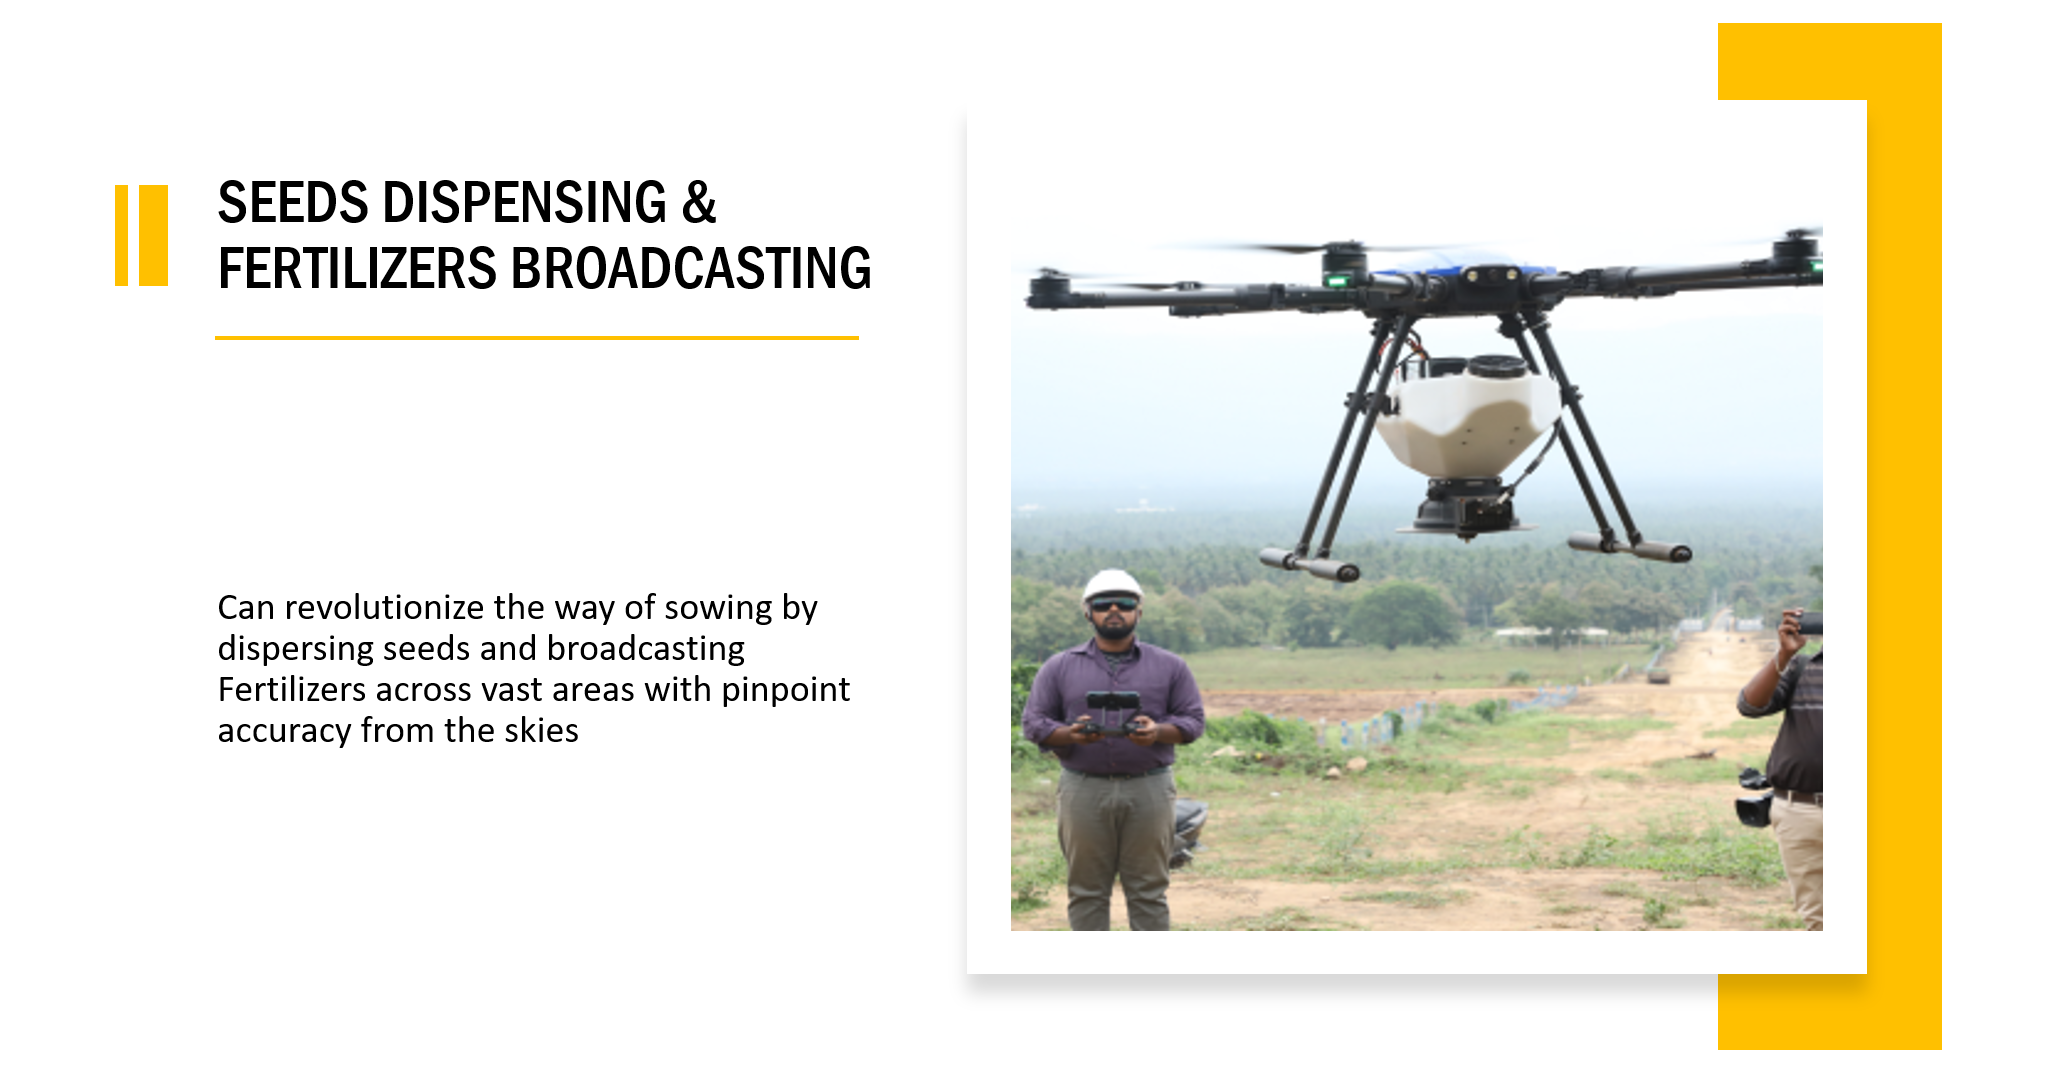 SEEDS DISPENSING &
FERTILIZERS BROADCASTING
Can revolutionize the way of sowing by
dispersing seeds and broadcasting
Fertilizers across vast areas with pinpoint
accuracy from the skies